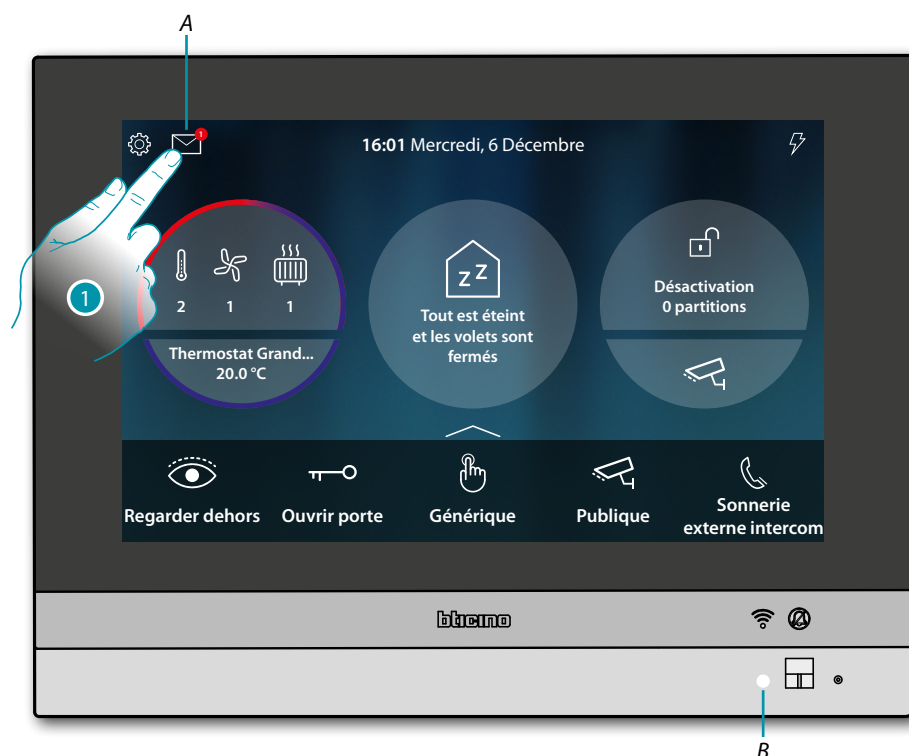 A
1
16:01 Mercredi, 6 Décembre
1
2 1 1
Thermostat Grand...
20.0 °C
zZ
Tout est éteint
et les volets sont
fermés
Désactivation
0 partitions
Regarder dehors
Ouvrir porte
Générique
Publique
Sonnerie
externe intercom
bticino
B